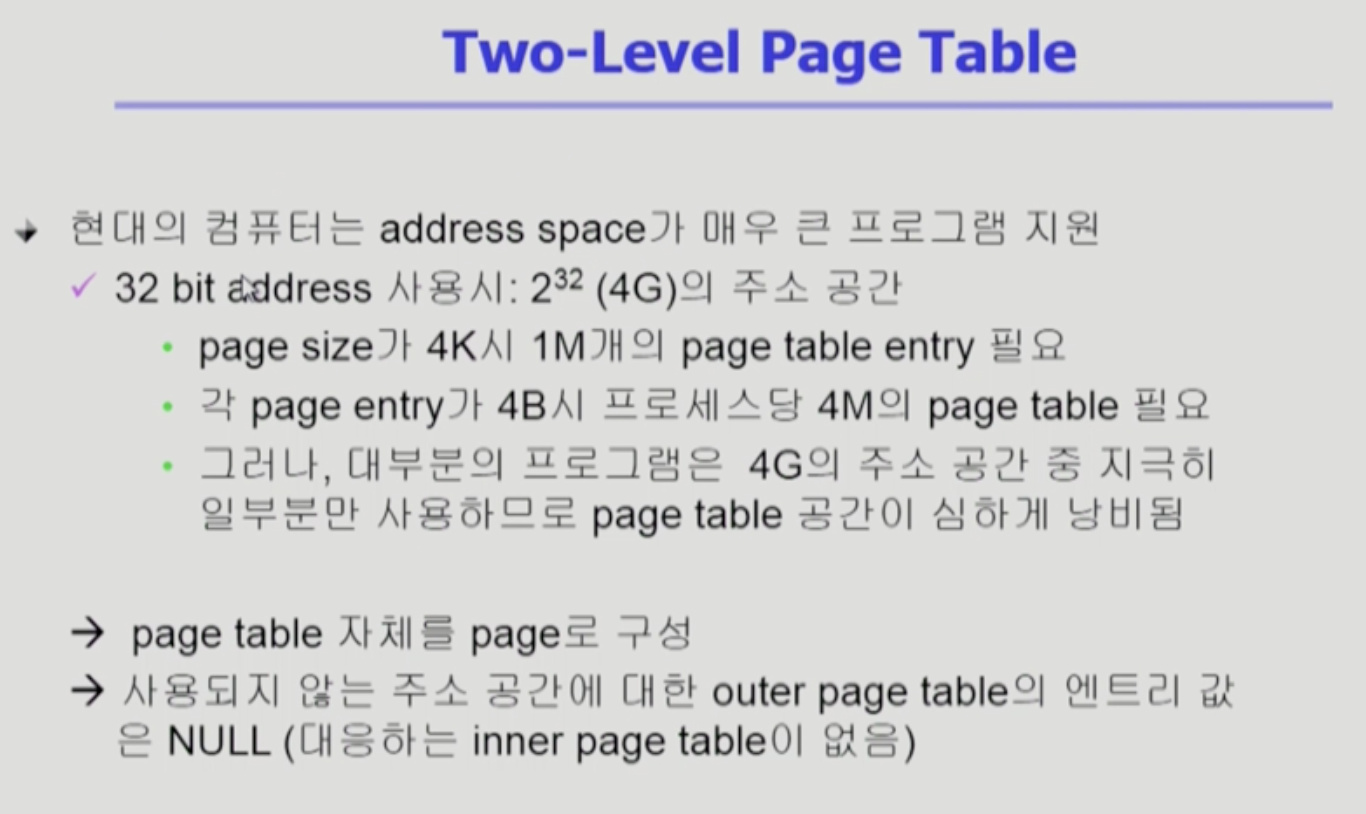 Two-Level Page Table
현대의 컴퓨터는 address space가 매우 큰 프로그램 지원
32 bit address 사용시: 2³² (4G)의 주소 공간
page size가 4K시 1M개의 page table entry 필요
각 page entry가 4B시 프로세스당 4M의 page table 필요
그러나, 대부분의 프로그램은 4G의 주소 공간 중 지극히
일부분만 사용하므로 page table 공간이 심하게 낭비됨
→ page table 자체를 page로 구성
→ 사용되지 않는 주소 공간에 대한 outer page table의 엔트리 값
은 NULL (대응하는 inner page table이 없음)